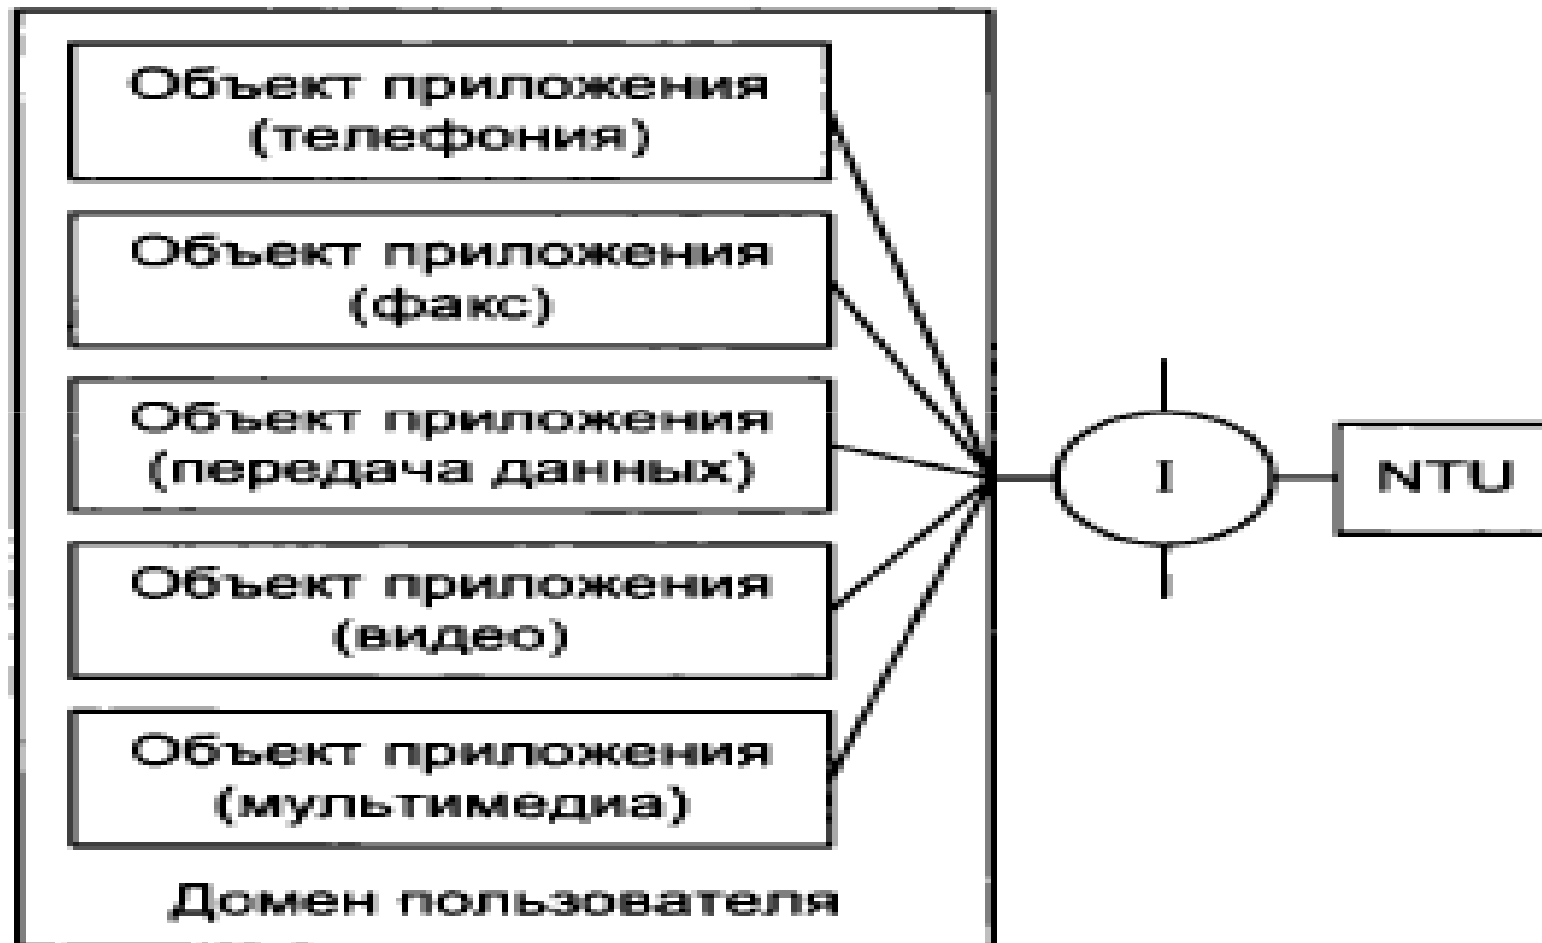 Объект приложения
(телефония)
Объект приложения
(факс)
Объект приложения
(передача данных)
Объект приложения
(видео)
Объект приложения
(мультимедиа)
Домен пользователя
I
NTU